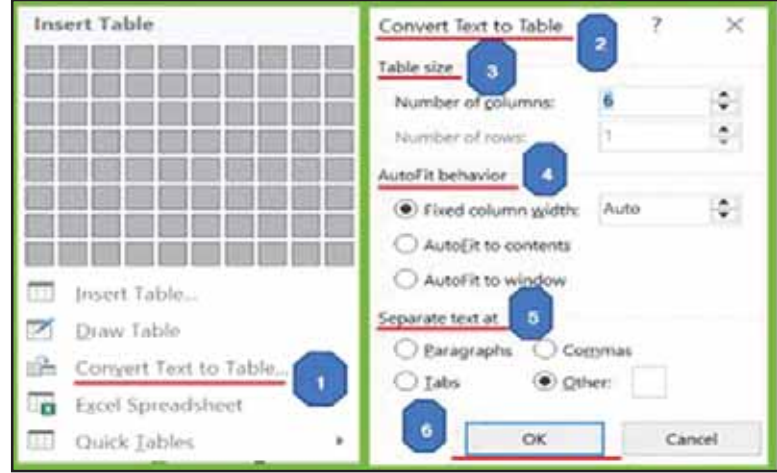 Insert Table
Insert Table...
Draw Table
Convert Text to Table...
1
Excel Spreadsheet
Quick Tables
Convert Text to Table
2
?
Table size
3
Number of columns: 6
Number of rows: 1
AutoFit behavior
4
Fixed column width: Auto
AutoFit to contents
AutoFit to window
Separate text at
5
Paragraphs Commas
Tabs Other:
6
OK Cancel